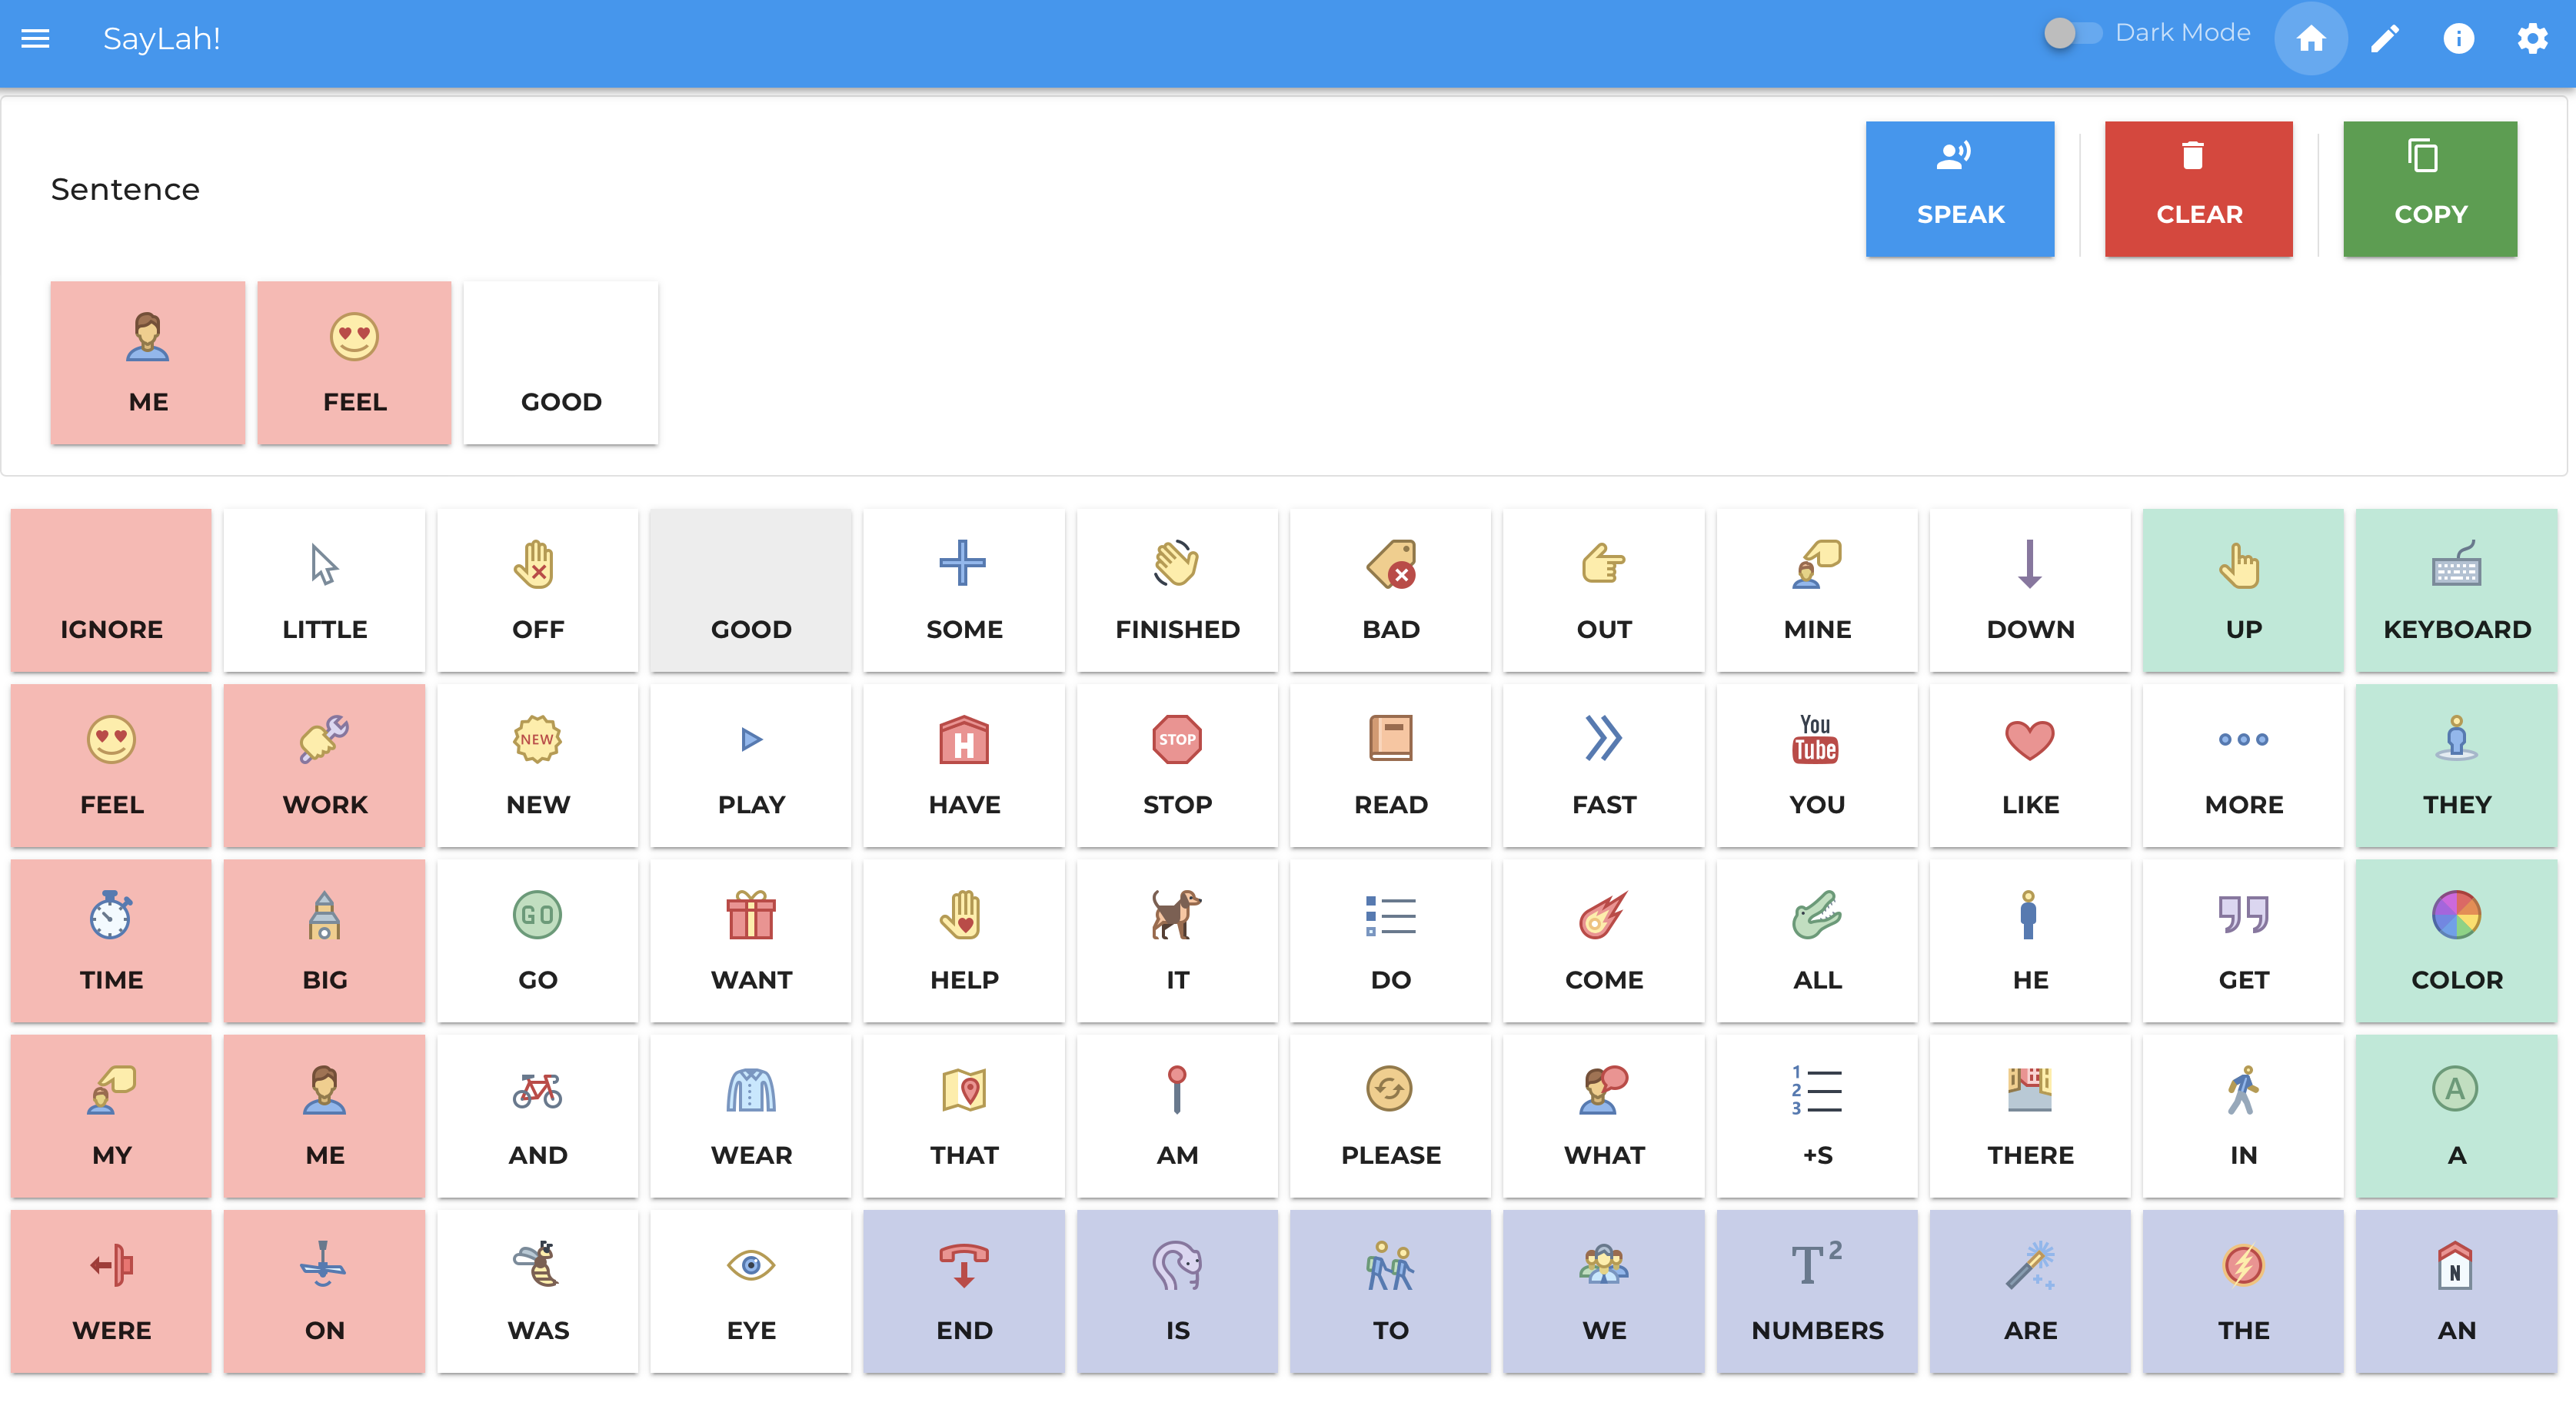 SayLah!
Dark Mode
Sentence
SPEAK
CLEAR
COPY
ME
FEEL
GOOD
IGNORE
LITTLE
OFF
GOOD
SOME
FINISHED
BAD
OUT
MINE
DOWN
UP
KEYBOARD
NEW
STOP
You
Tube
FEEL
WORK
NEW
PLAY
HAVE
STOP
READ
FAST
YOU
LIKE
MORE
THEY
H
GO
TIME
BIG
GO
WANT
HELP
IT
DO
COME
ALL
HE
GET
COLOR
1
2
3
A
MY
ME
AND
WEAR
THAT
AM
PLEASE
WHAT
+S
THERE
IN
A
T2
N
WERE
ON
WAS
EYE
END
IS
TO
WE
NUMBERS
ARE
THE
AN